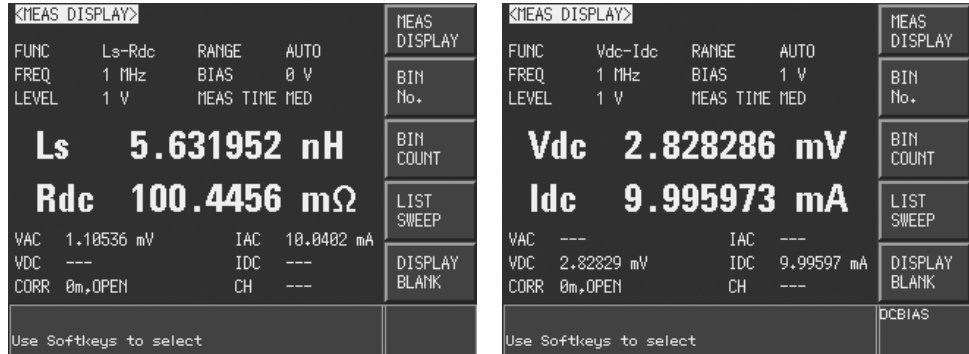 <MEAS DISPLAY>
FUNC Ls-Rdc RANGE AUTO
FREQ 1 MHz BIAS 0 V
LEVEL 1 V MEAS TIME MED
Ls 5.631952 nH
Rdc 100.4456 mΩ
VAC 1.10536 mV IAC 10.0402 mA
VDC --- IDC ---
CORR 0m,OPEN CH ---
Use Softkeys to select
MEAS
DISPLAY
BIN
No.
BIN
COUNT
LIST
SWEEP
DISPLAY
BLANK
<MEAS DISPLAY>
FUNC Vdc-Idc RANGE AUTO
FREQ 1 MHz BIAS 1 V
LEVEL 1 V MEAS TIME MED
Vdc 2.828286 mV
Idc 9.995973 mA
VAC --- IAC ---
VDC 2.82829 mV IDC 9.99597 mA
CORR 0m,OPEN CH ---
Use Softkeys to select
MEAS
DISPLAY
BIN
No.
BIN
COUNT
LIST
SWEEP
DISPLAY
BLANK
DCBIAS